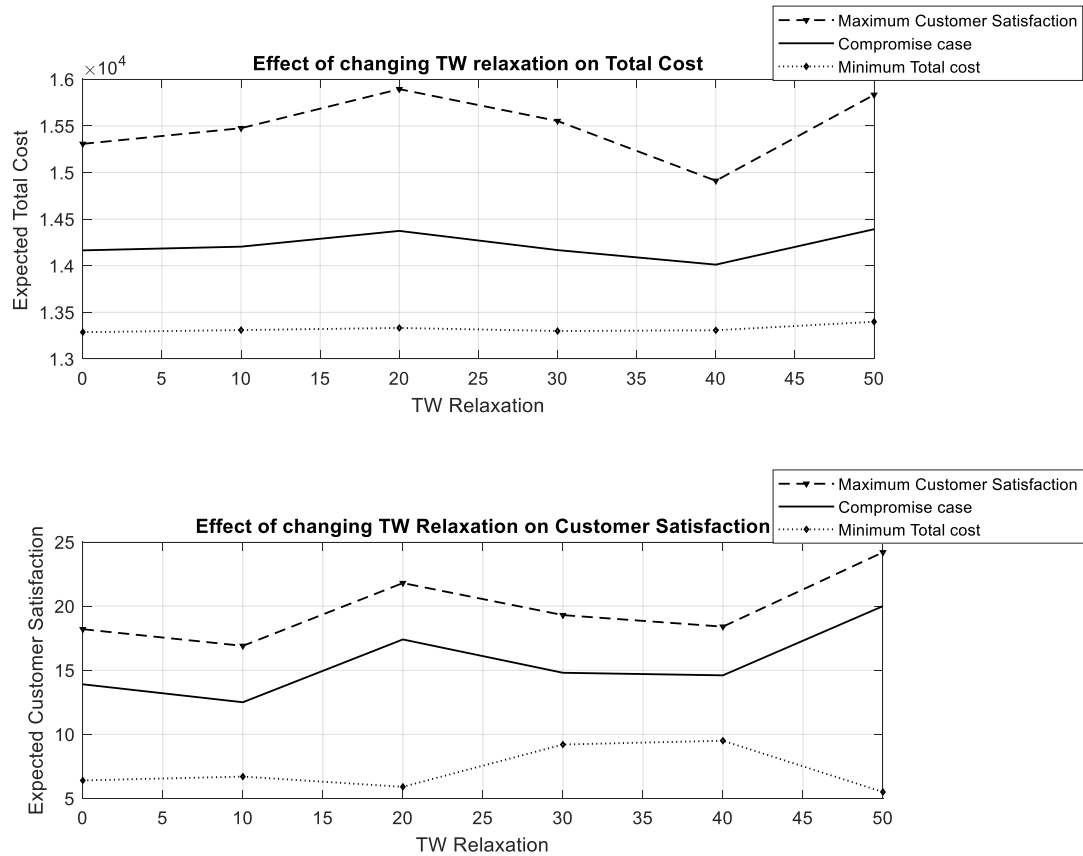 Maximum Customer Satisfaction
Compromise case
Minimum Total cost
Effect of changing TW relaxation on Total Cost
×10⁴
1.6
1.55
1.5
1.45
1.4
1.35
1.3
Expected Total Cost
0 5 10 15 20 25 30 35 40 45 50
TW Relaxation
Maximum Customer Satisfaction
Compromise case
Minimum Total cost
Effect of changing TW Relaxation on Customer Satisfaction
25
20
15
10
5
Expected Customer Satisfaction
0 5 10 15 20 25 30 35 40 45 50
TW Relaxation